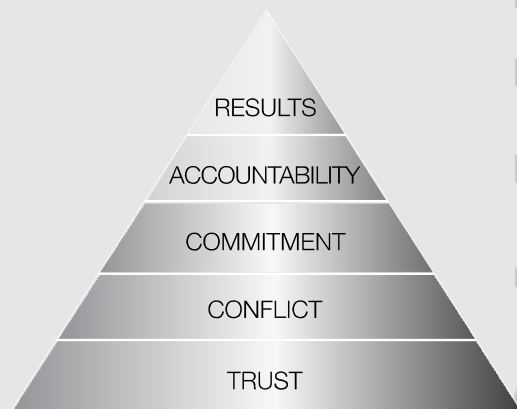 RESULTS
ACCOUNTABILITY
COMMITMENT
CONFLICT
TRUST